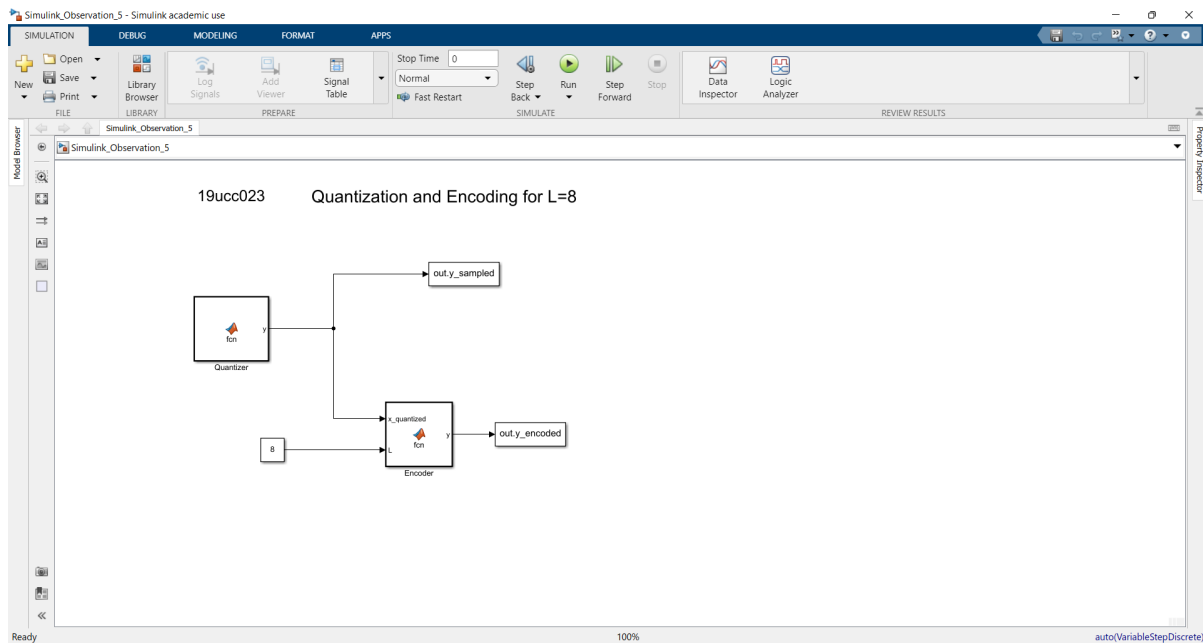 Simulink_Observation_5 - Simulink academic use
SIMULATION DEBUG MODELING FORMAT APPS
New
Open
Save
Print
FILE
Library Browser
LIBRARY
Log Signals
Add Viewer
Signal Table
PREPARE
Stop Time 0
Normal
Fast Restart
Step Back
Run
Step Forward
Stop
SIMULATE
Data Inspector
Logic Analyzer
REVIEW RESULTS
Model Browser
Simulink_Observation_5
Property Inspector
Simulink_Observation_5
19ucc023 Quantization and Encoding for L=8
out.y_sampled
fcn
y
Quantizer
x_quantized
L
fcn
y
Encoder
out.y_encoded
8
Ready 100% auto(VariableStepDiscrete)